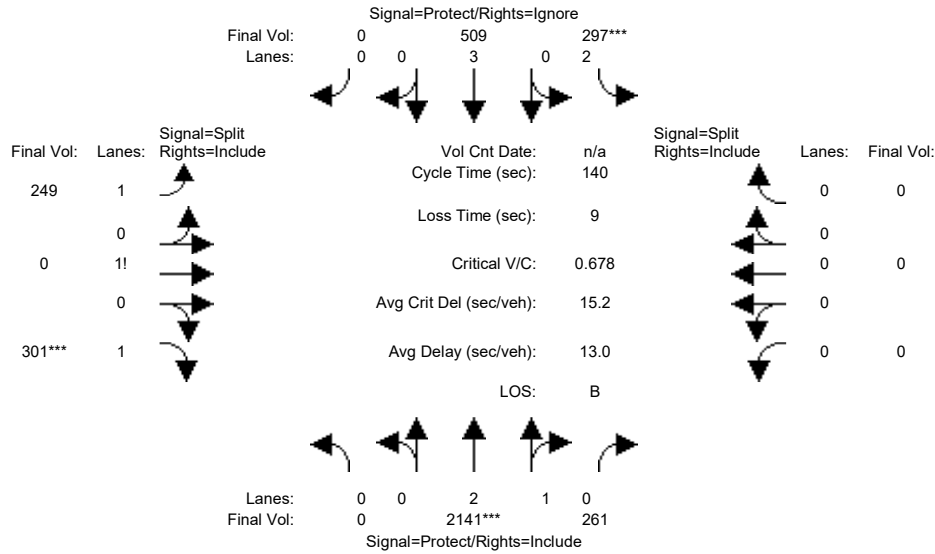 Signal=Protect/Rights=Ignore
Final Vol: 0 509 297***
Lanes: 0 0 3 0 2
Signal=Split
Rights=Include
Final Vol: Lanes:
Vol Cnt Date: n/a
Signal=Split
Rights=Include
Lanes: Final Vol:
Cycle Time (sec): 140
249 1
0 0
Loss Time (sec): 9
0
0
0 1!
Critical V/C: 0.678
0 0
0
Avg Crit Del (sec/veh): 15.2
0
301*** 1
Avg Delay (sec/veh): 13.0
0 0
LOS: B
Lanes: 0 0 2 1 0
Final Vol: 0 2141*** 261
Signal=Protect/Rights=Include